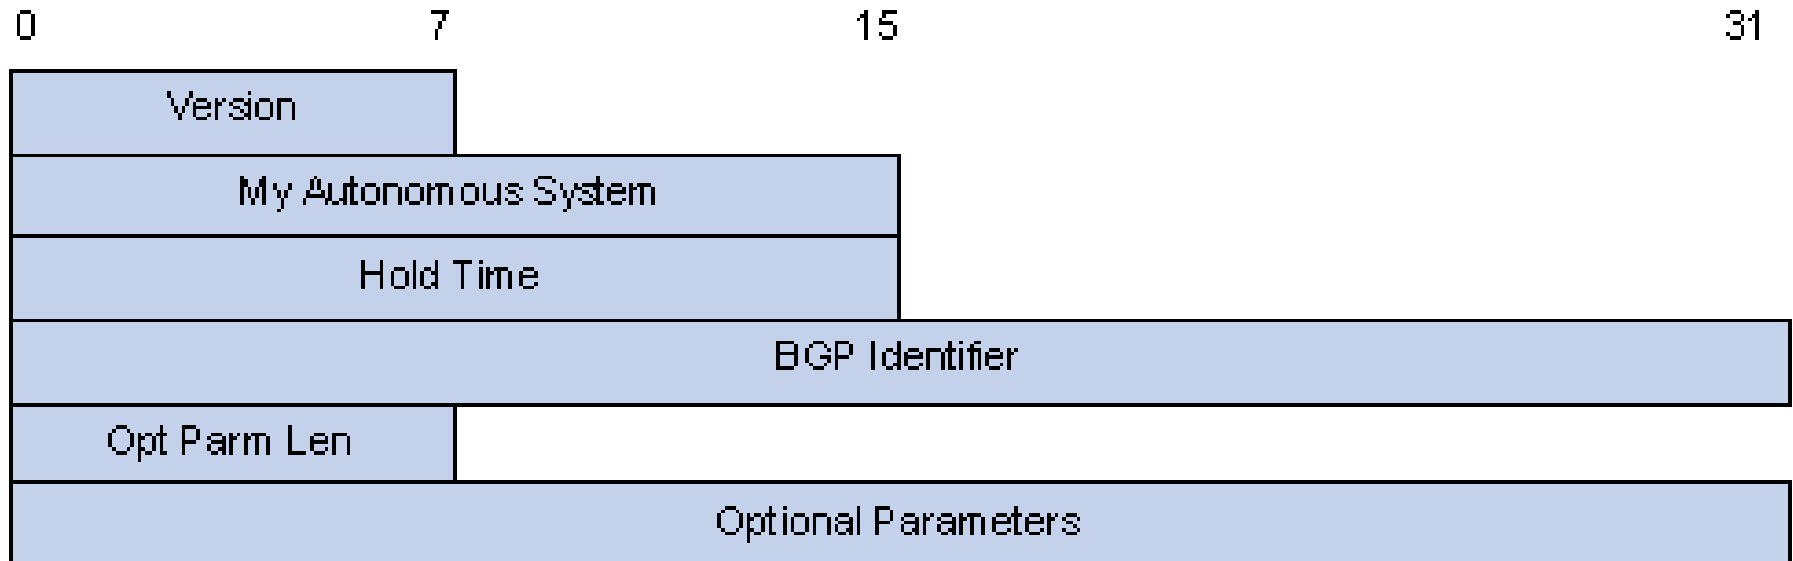 0 7 15 31
Version
My Autonomous System
Hold Time
BGP Identifier
Opt Parm Len
Optional Parameters